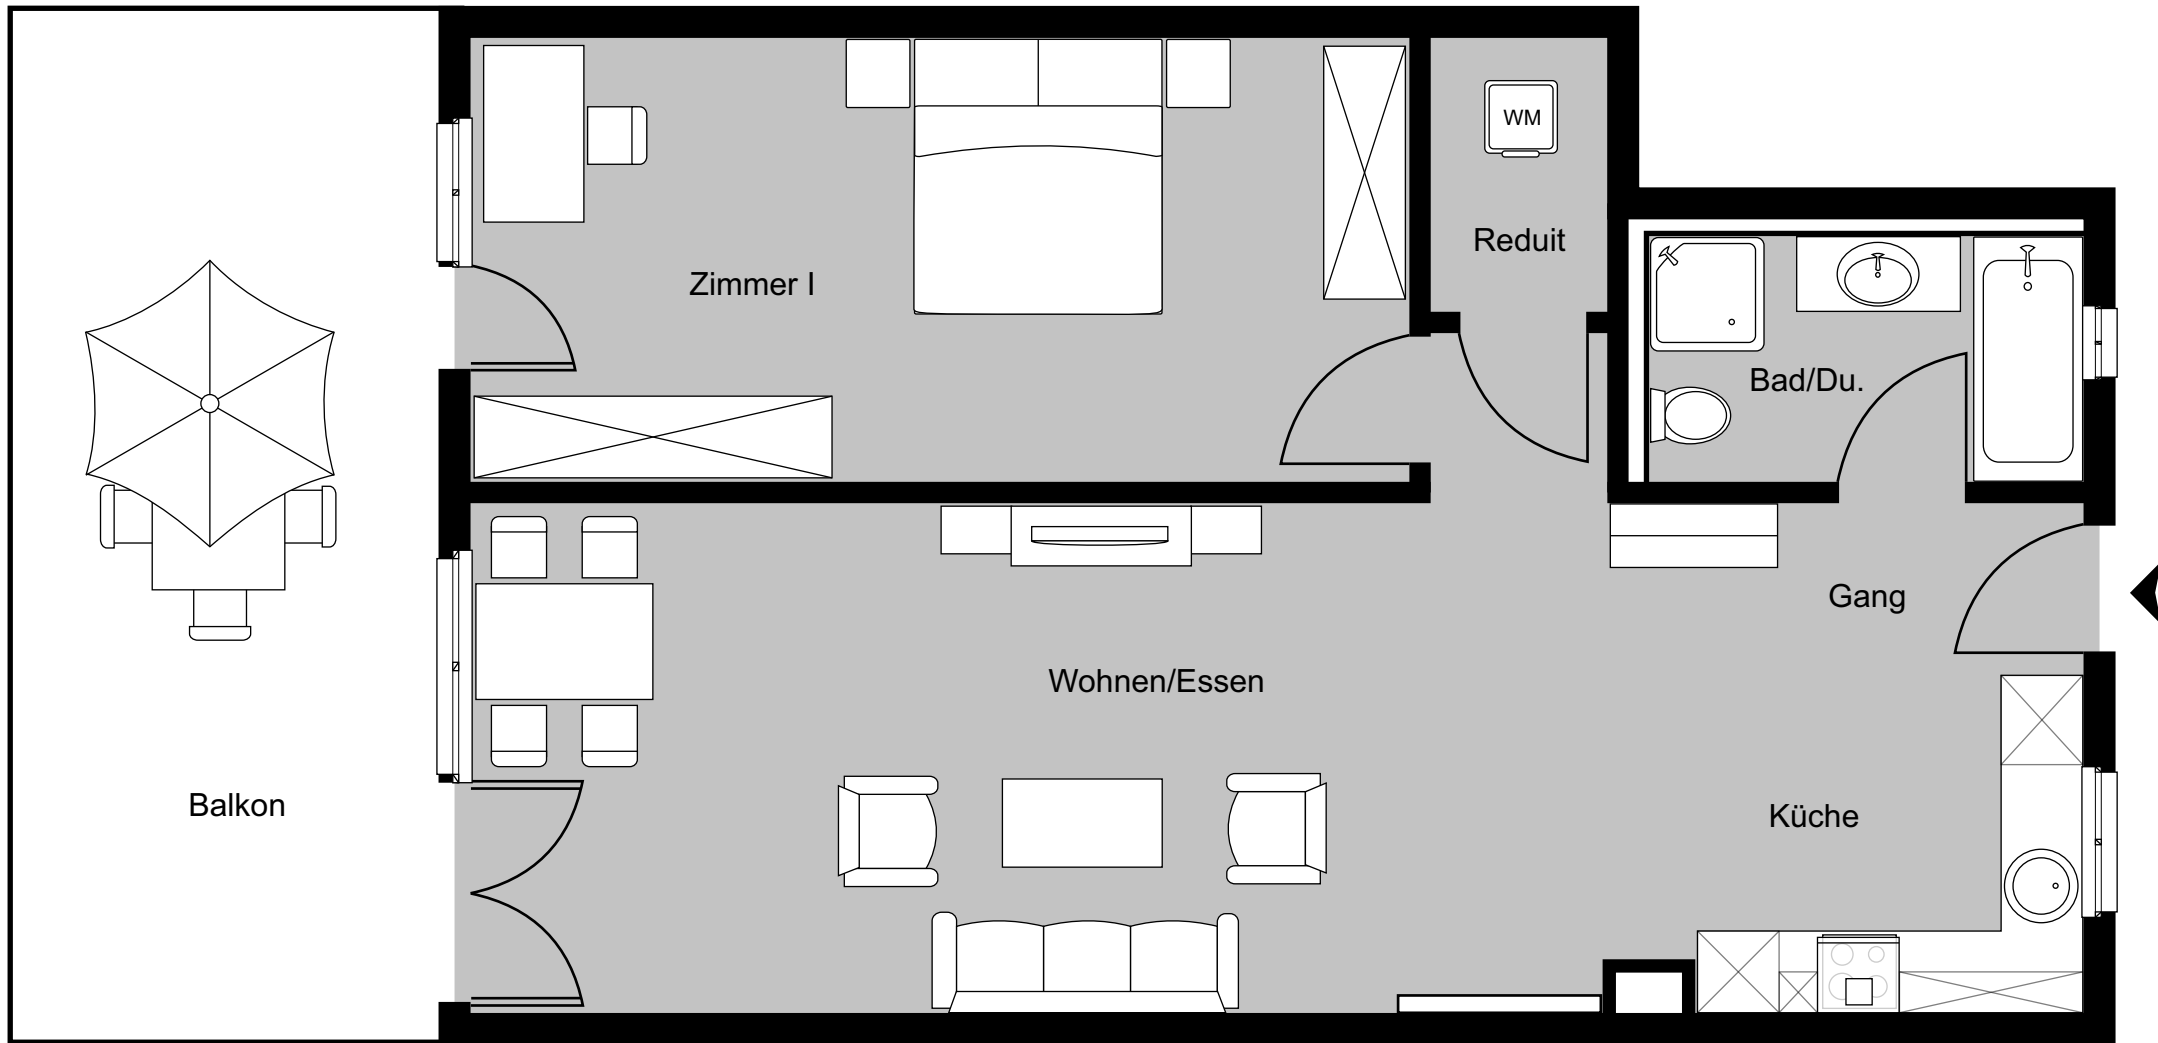 WM
Reduit
Zimmer I
Bad/Du.
Gang
Wohnen/Essen
Balkon
Küche